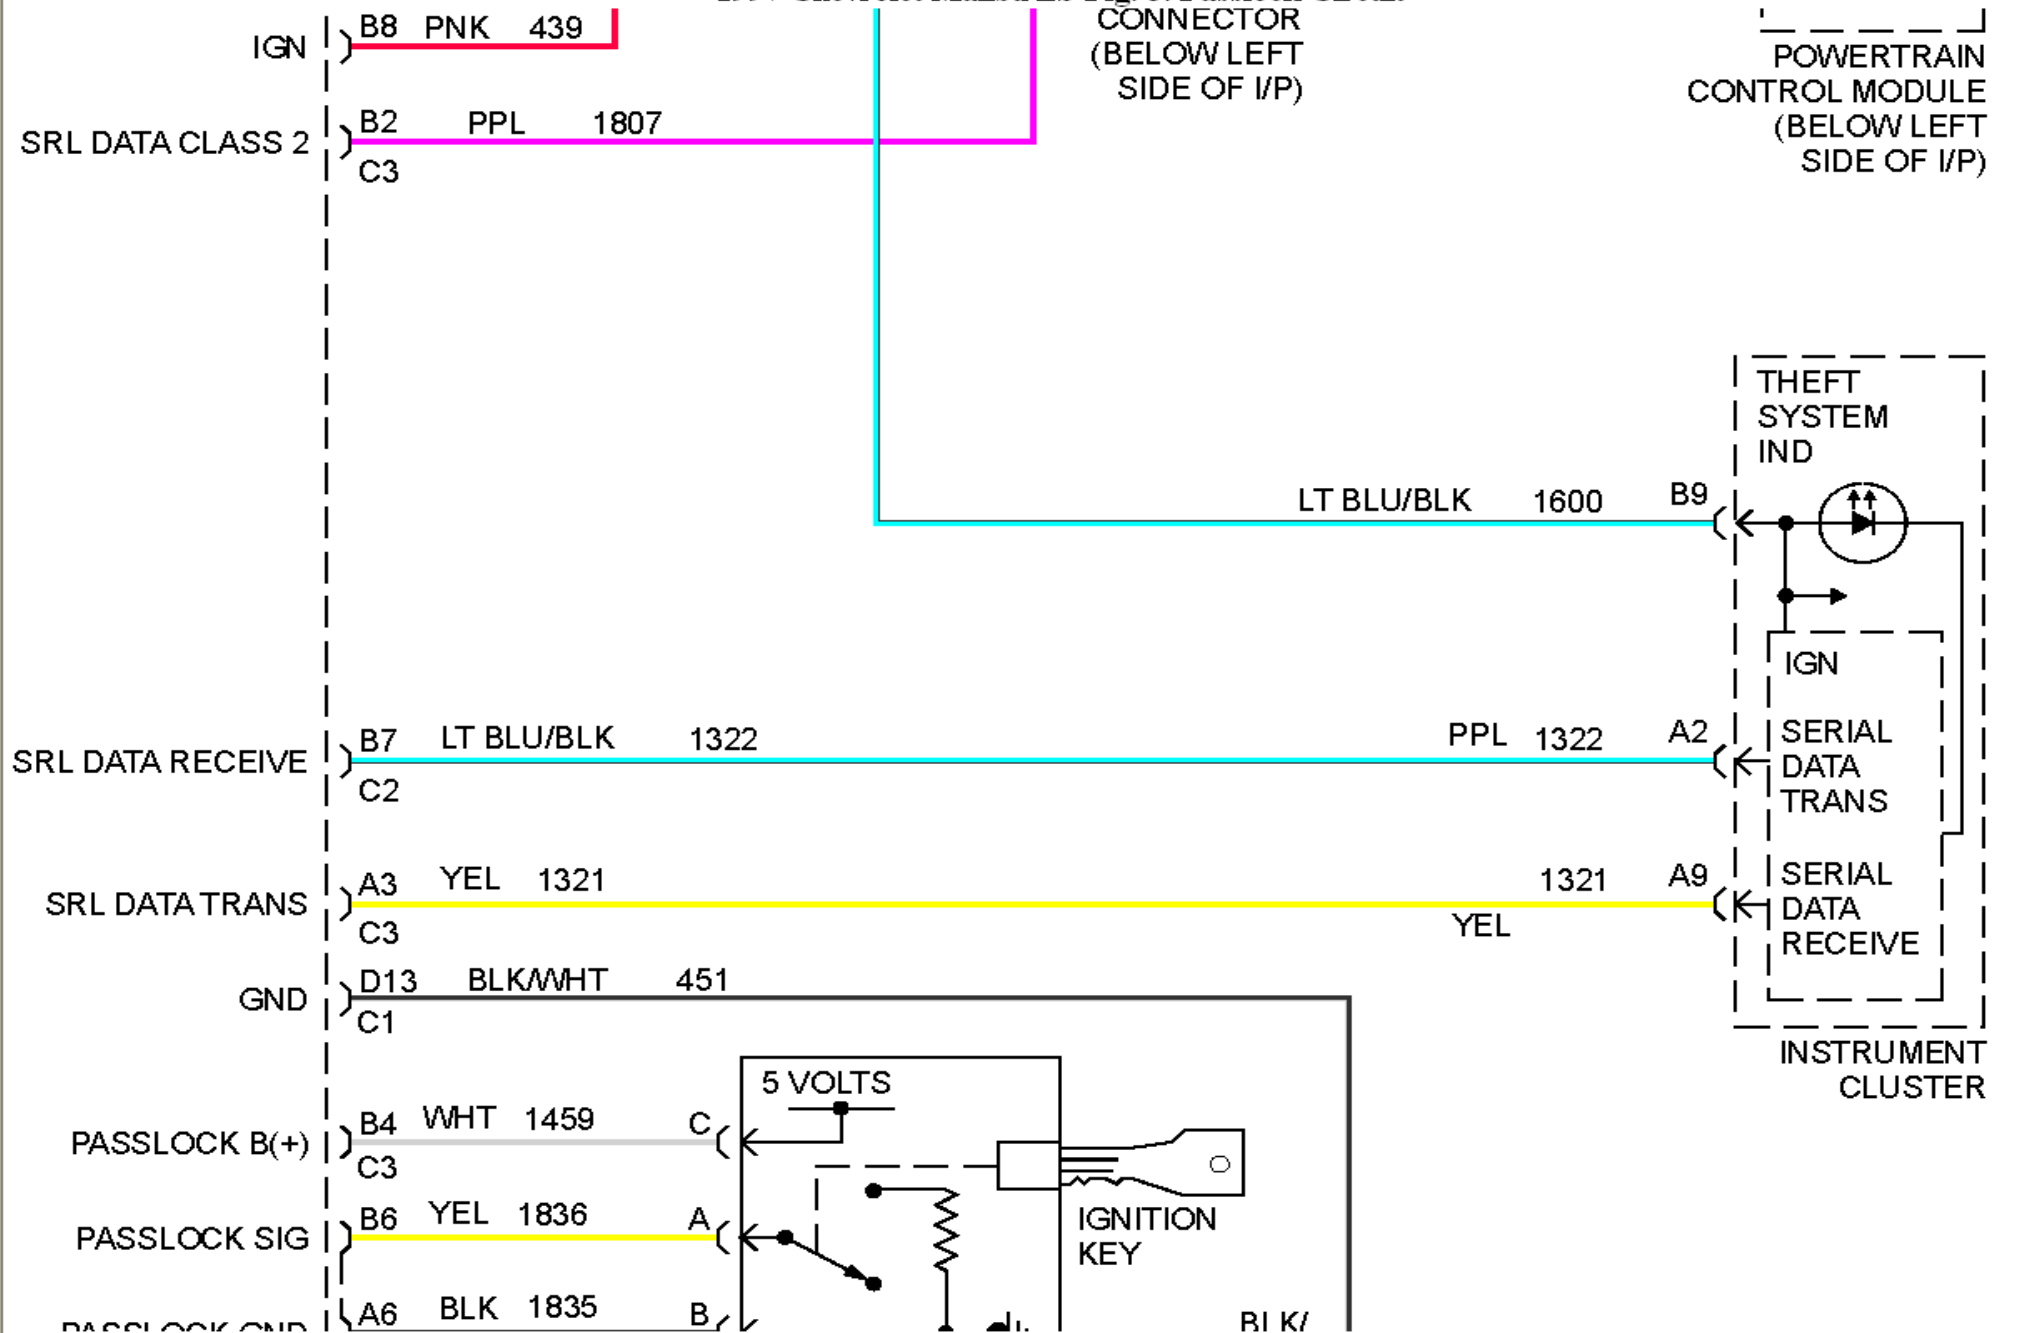 CONNECTOR
(BELOW LEFT
SIDE OF I/P)
POWERTRAIN
CONTROL MODULE
(BELOW LEFT
SIDE OF I/P)
IGN
B8 PNK 439
SRL DATA CLASS 2
B2 PPL 1807
C3
THEFT
SYSTEM
IND
LT BLU/BLK 1600 B9
IGN
SRL DATA RECEIVE
B7 LT BLU/BLK 1322
C2
PPL 1322 A2
SERIAL
DATA
TRANS
SRL DATA TRANS
A3 YEL 1321
C3
1321 A9
YEL
SERIAL
DATA
RECEIVE
GND
D13 BLK/WHT 451
C1
INSTRUMENT
CLUSTER
5 VOLTS
PASSLOCK B(+)
B4 WHT 1459 C
C3
PASSLOCK SIG
B6 YEL 1836 A
IGNITION
KEY
PASSLOCK GND
A6 BLK 1835 B
BLK/